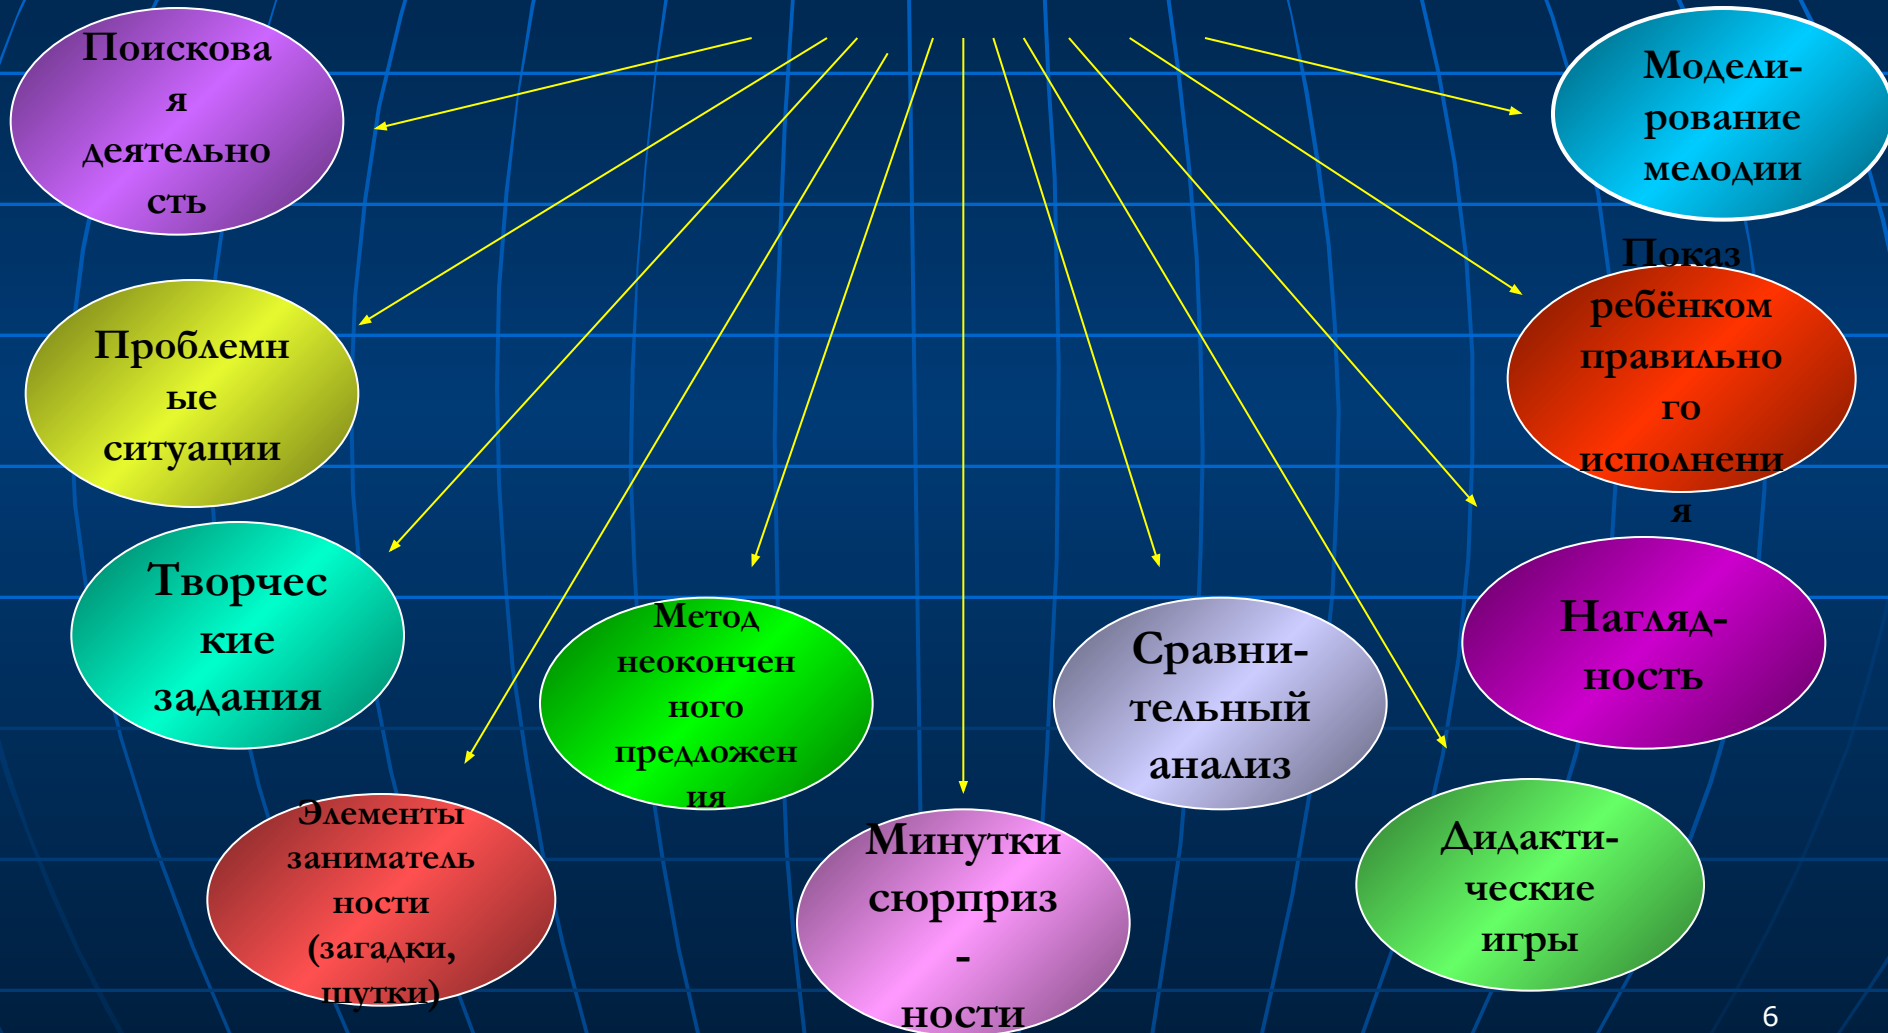 Поискова
я
деятельно
сть
Модели-
рование
мелодии
Проблемн
ые
ситуации
Показ
ребёнком
правильно
го
исполнени
я
Творчес
кие
задания
Метод
неокончен
ного
предложен
ия
Сравни-
тельный
анализ
Нагляд-
ность
Элементы
заниматель
ности
(загадки,
шутки)
Минутки
сюрприз
-
ности
Дидакти-
ческие
игры
6